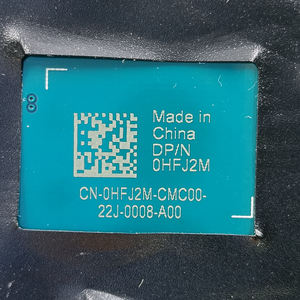 Made in
China
DP/N
0HFJ2M
CN-0HFJ2M-CMC00-
22J-0008-A00